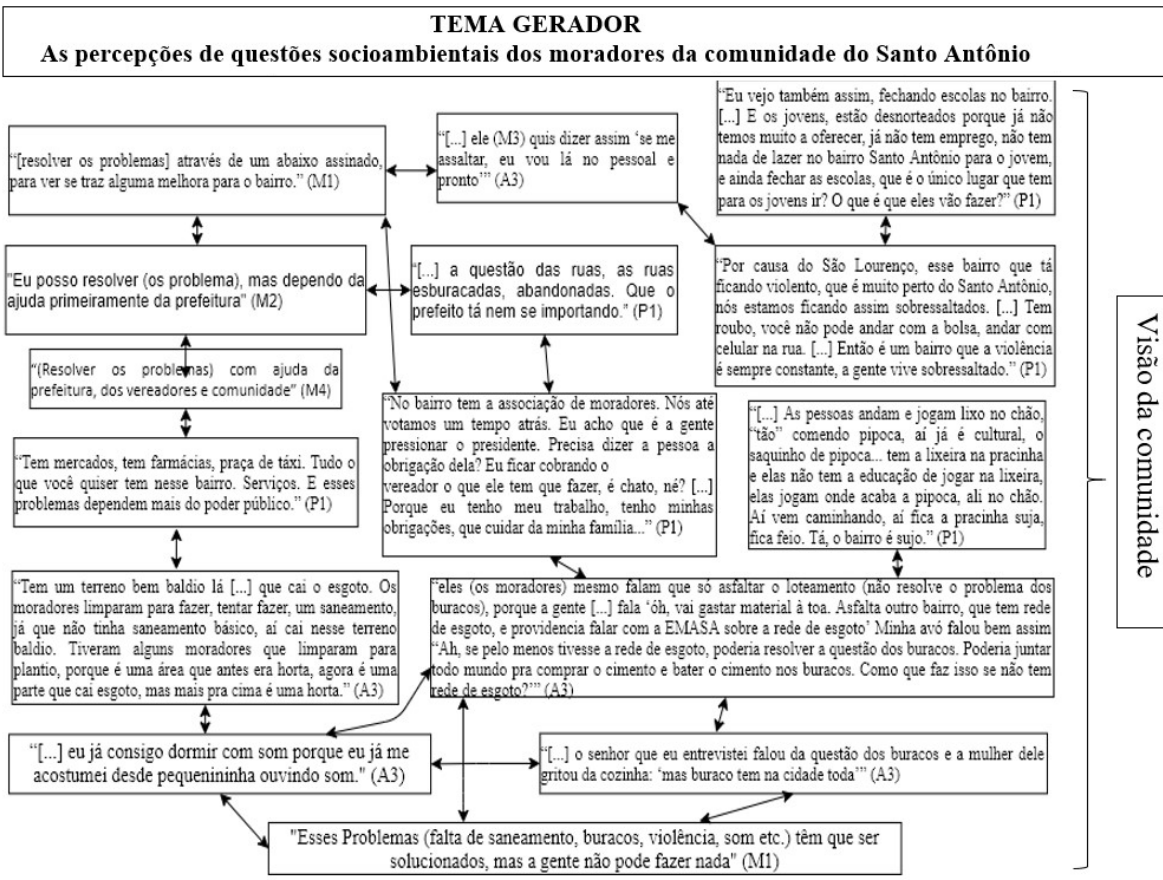 TEMA GERADOR
As percepções de questões socioambientais dos moradores da comunidade do Santo Antônio
“[resolver os problemas] através de um abaixo assinado,
para ver se traz alguma melhora para o bairro.” (M1)
“[...] ele (M3) quis dizer assim ‘se me
assaltar, eu vou lá no pessoal e
pronto’” (A3)
“Eu vejo também assim, fechando escolas no bairro.
[...] E os jovens, estão desnorteados porque já não
temos muito a oferecer, já não tem emprego, não tem
nada de lazer no bairro Santo Antônio para o jovem,
e ainda fechar as escolas, que é o único lugar que tem
para os jovens ir? O que é que eles vão fazer?” (P1)
"Eu posso resolver (os problema), mas dependo da
ajuda primeiramente da prefeitura" (M2)
“[...] a questão das ruas, as ruas
esburacadas, abandonadas. Que o
prefeito tá nem se importando.” (P1)
“Por causa do São Lourenço, esse bairro que tá
ficando violento, que é muito perto do Santo Antônio,
nós estamos ficando assim sobressaltados. [...] Tem
roubo, você não pode andar com a bolsa, andar com
celular na rua. [...] Então é um bairro que a violência
é sempre constante, a gente vive sobressaltado.” (P1)
“(Resolver os problemas) com ajuda da
prefeitura, dos vereadores e comunidade” (M4)
“No bairro tem a associação de moradores. Nós até
votamos um tempo atrás. Eu acho que é a gente
pressionar o presidente. Precisa dizer a pessoa a
obrigação dela? Eu ficar cobrando o
vereador o que ele tem que fazer, é chato, né? [...]
Porque eu tenho meu trabalho, tenho minhas
obrigações, que cuidar da minha família...” (P1)
“[...] As pessoas andam e jogam lixo no chão,
“tão” comendo pipoca, aí já é cultural, o
saquinho de pipoca... tem a lixeira na pracinha
e elas não tem a educação de jogar na lixeira,
elas jogam onde acaba a pipoca, ali no chão.
Aí vem caminhando, aí fica a pracinha suja,
fica feio. Tá, o bairro é sujo.” (P1)
“Tem mercados, tem farmácias, praça de táxi. Tudo o
que você quiser tem nesse bairro. Serviços. E esses
problemas dependem mais do poder público.” (P1)
“Tem um terreno bem baldio lá [...] que cai o esgoto. Os
moradores limparam para fazer, tentar fazer, um saneamento,
já que não tinha saneamento básico, aí cai nesse terreno
baldio. Tiveram alguns moradores que limparam para
plantio, porque é uma área que antes era horta, agora é uma
parte que cai esgoto, mas mais pra cima é uma horta.” (A3)
“eles (os moradores) mesmo falam que só asfaltar o loteamento (não resolve o problema dos
buracos), porque a gente [...] fala ‘óh, vai gastar material à toa. Asfalta outro bairro, que tem rede
de esgoto, e providencia falar com a EMASA sobre a rede de esgoto’ Minha avó falou bem assim
“Ah, se pelo menos tivesse a rede de esgoto, poderia resolver a questão dos buracos. Poderia juntar
todo mundo pra comprar o cimento e bater o cimento nos buracos. Como que faz isso se não tem
rede de esgoto?’” (A3)
“[...] eu já consigo dormir com som porque eu já me
acostumei desde pequenininha ouvindo som." (A3)
“[...] o senhor que eu entrevistei falou da questão dos buracos e a mulher dele
gritou da cozinha: ‘mas buraco tem na cidade toda’” (A3)
"Esses Problemas (falta de saneamento, buracos, violência, som etc.) têm que ser
solucionados, mas a gente não pode fazer nada" (M1)
Visão da comunidade